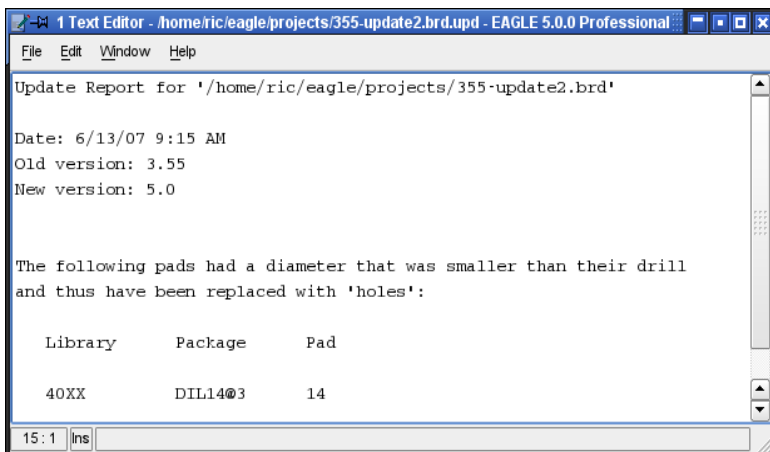 1 Text Editor - /home/ric/eagle/projects/355-update2.brd.upd - EAGLE 5.0.0 Professional
File Edit Window Help
Update Report for '/home/ric/eagle/projects/355-update2.brd'
Date: 6/13/07 9:15 AM
Old version: 3.55
New version: 5.0
The following pads had a diameter that was smaller than their drill
and thus have been replaced with 'holes':
Library Package Pad
40XX DIL14@3 14
15:1 Ins